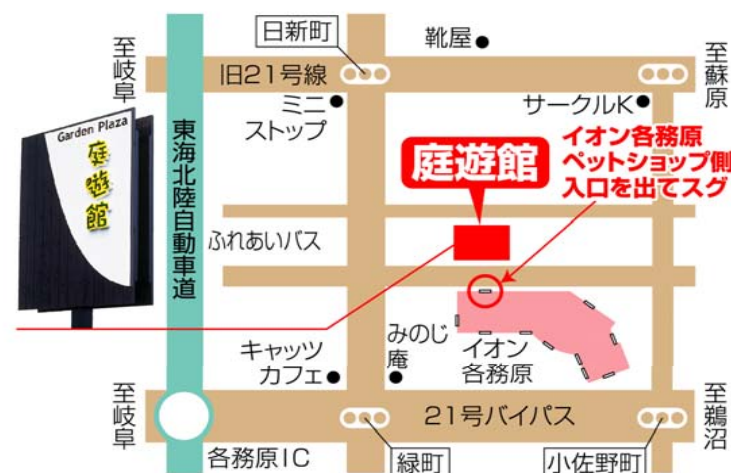 日新町
靴屋
至岐阜
旧21号線
至蘇原
ミニ
ストップ
サークルK
Garden Plaza
庭遊館
東海北陸自動車道
イオン各務原
ペットショップ側
入口を出てスグ
庭遊館
ふれあいバス
キャッツ
カフェ
みのじ
庵
イオン
各務原
至岐阜
21号バイパス
至鵜沼
各務原IC
緑町
小佐野町